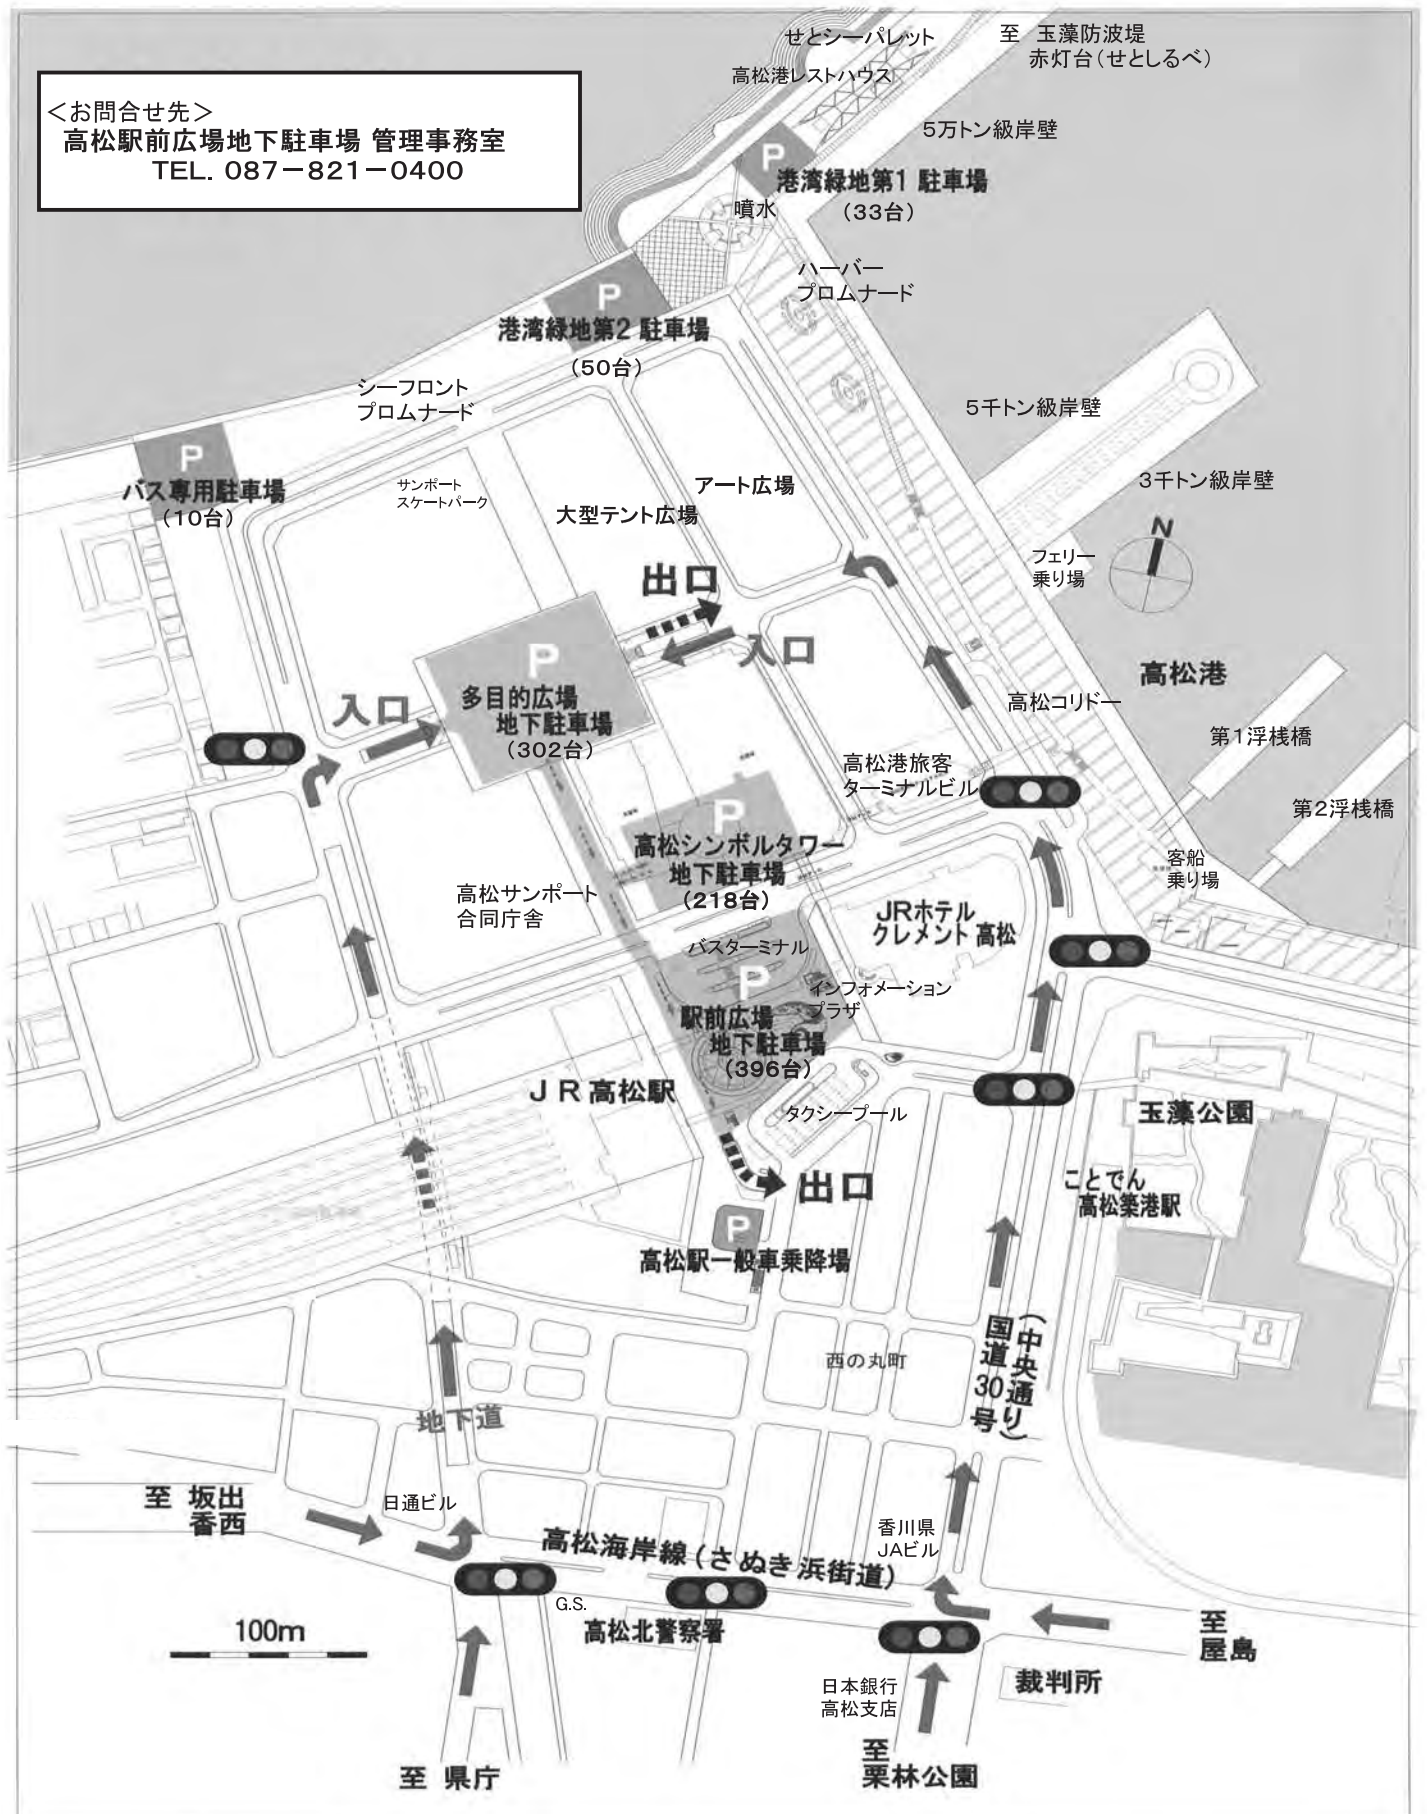 せとシーパレット
至 玉藻防波堤
赤灯台(せとしるべ)
高松港レストハウス
<お問合せ先>
高松駅前広場地下駐車場 管理事務室
TEL. 087-821-0400
5万トン級岸壁
P
港湾緑地第1 駐車場
(33台)
噴水
ハーバー
プロムナード
P
港湾緑地第2 駐車場
(50台)
シーフロント
プロムナード
5千トン級岸壁
P
バス専用駐車場
(10台)
サンポート
スケートパーク
アート広場
大型テント広場
3千トン級岸壁
N
フェリー
乗り場
出口
入口
P
多目的広場
地下駐車場
(302台)
入口
高松港
高松コリドー
第1浮桟橋
高松港旅客
ターミナルビル
第2浮桟橋
P
高松シンボルタワー
地下駐車場
(218台)
客船
乗り場
高松サンポート
合同庁舎
JRホテル
クレメント高松
バスターミナル
P
インフォメーション
プラザ
駅前広場
地下駐車場
(396台)
JR高松駅
タクシープール
玉藻公園
出口
ことでん
高松築港駅
P
高松駅一般車乗降場
国道30号
(中央通り)
西の丸町
地下道
至 坂出
香西
日通ビル
香川県
JAビル
高松海岸線(さぬき浜街道)
G.S.
高松北警察署
至
屋島
100m
日本銀行
高松支店
裁判所
至 県庁
至
栗林公園